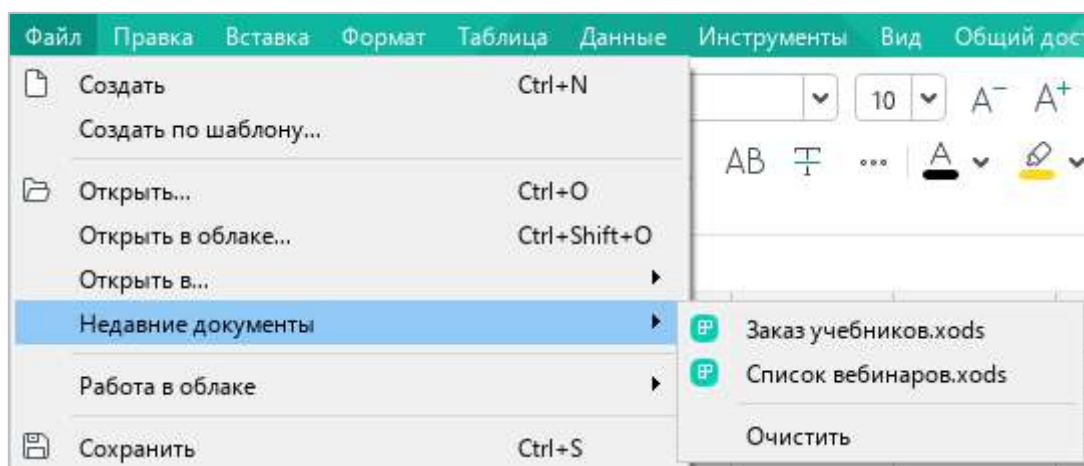 Файл Правка Вставка Формат Таблица Данные Инструменты Вид Общий
Создать Ctrl+N
Создать по шаблону...
10 A⁻ A⁺
AB T ... A
Открыть... Ctrl+O
Открыть в облаке... Ctrl+Shift+O
Открыть в...
Недавние документы
Заказ учебников.xods
Список вебинаров.xods
Работа в облаке
Очистить
Сохранить Ctrl+S